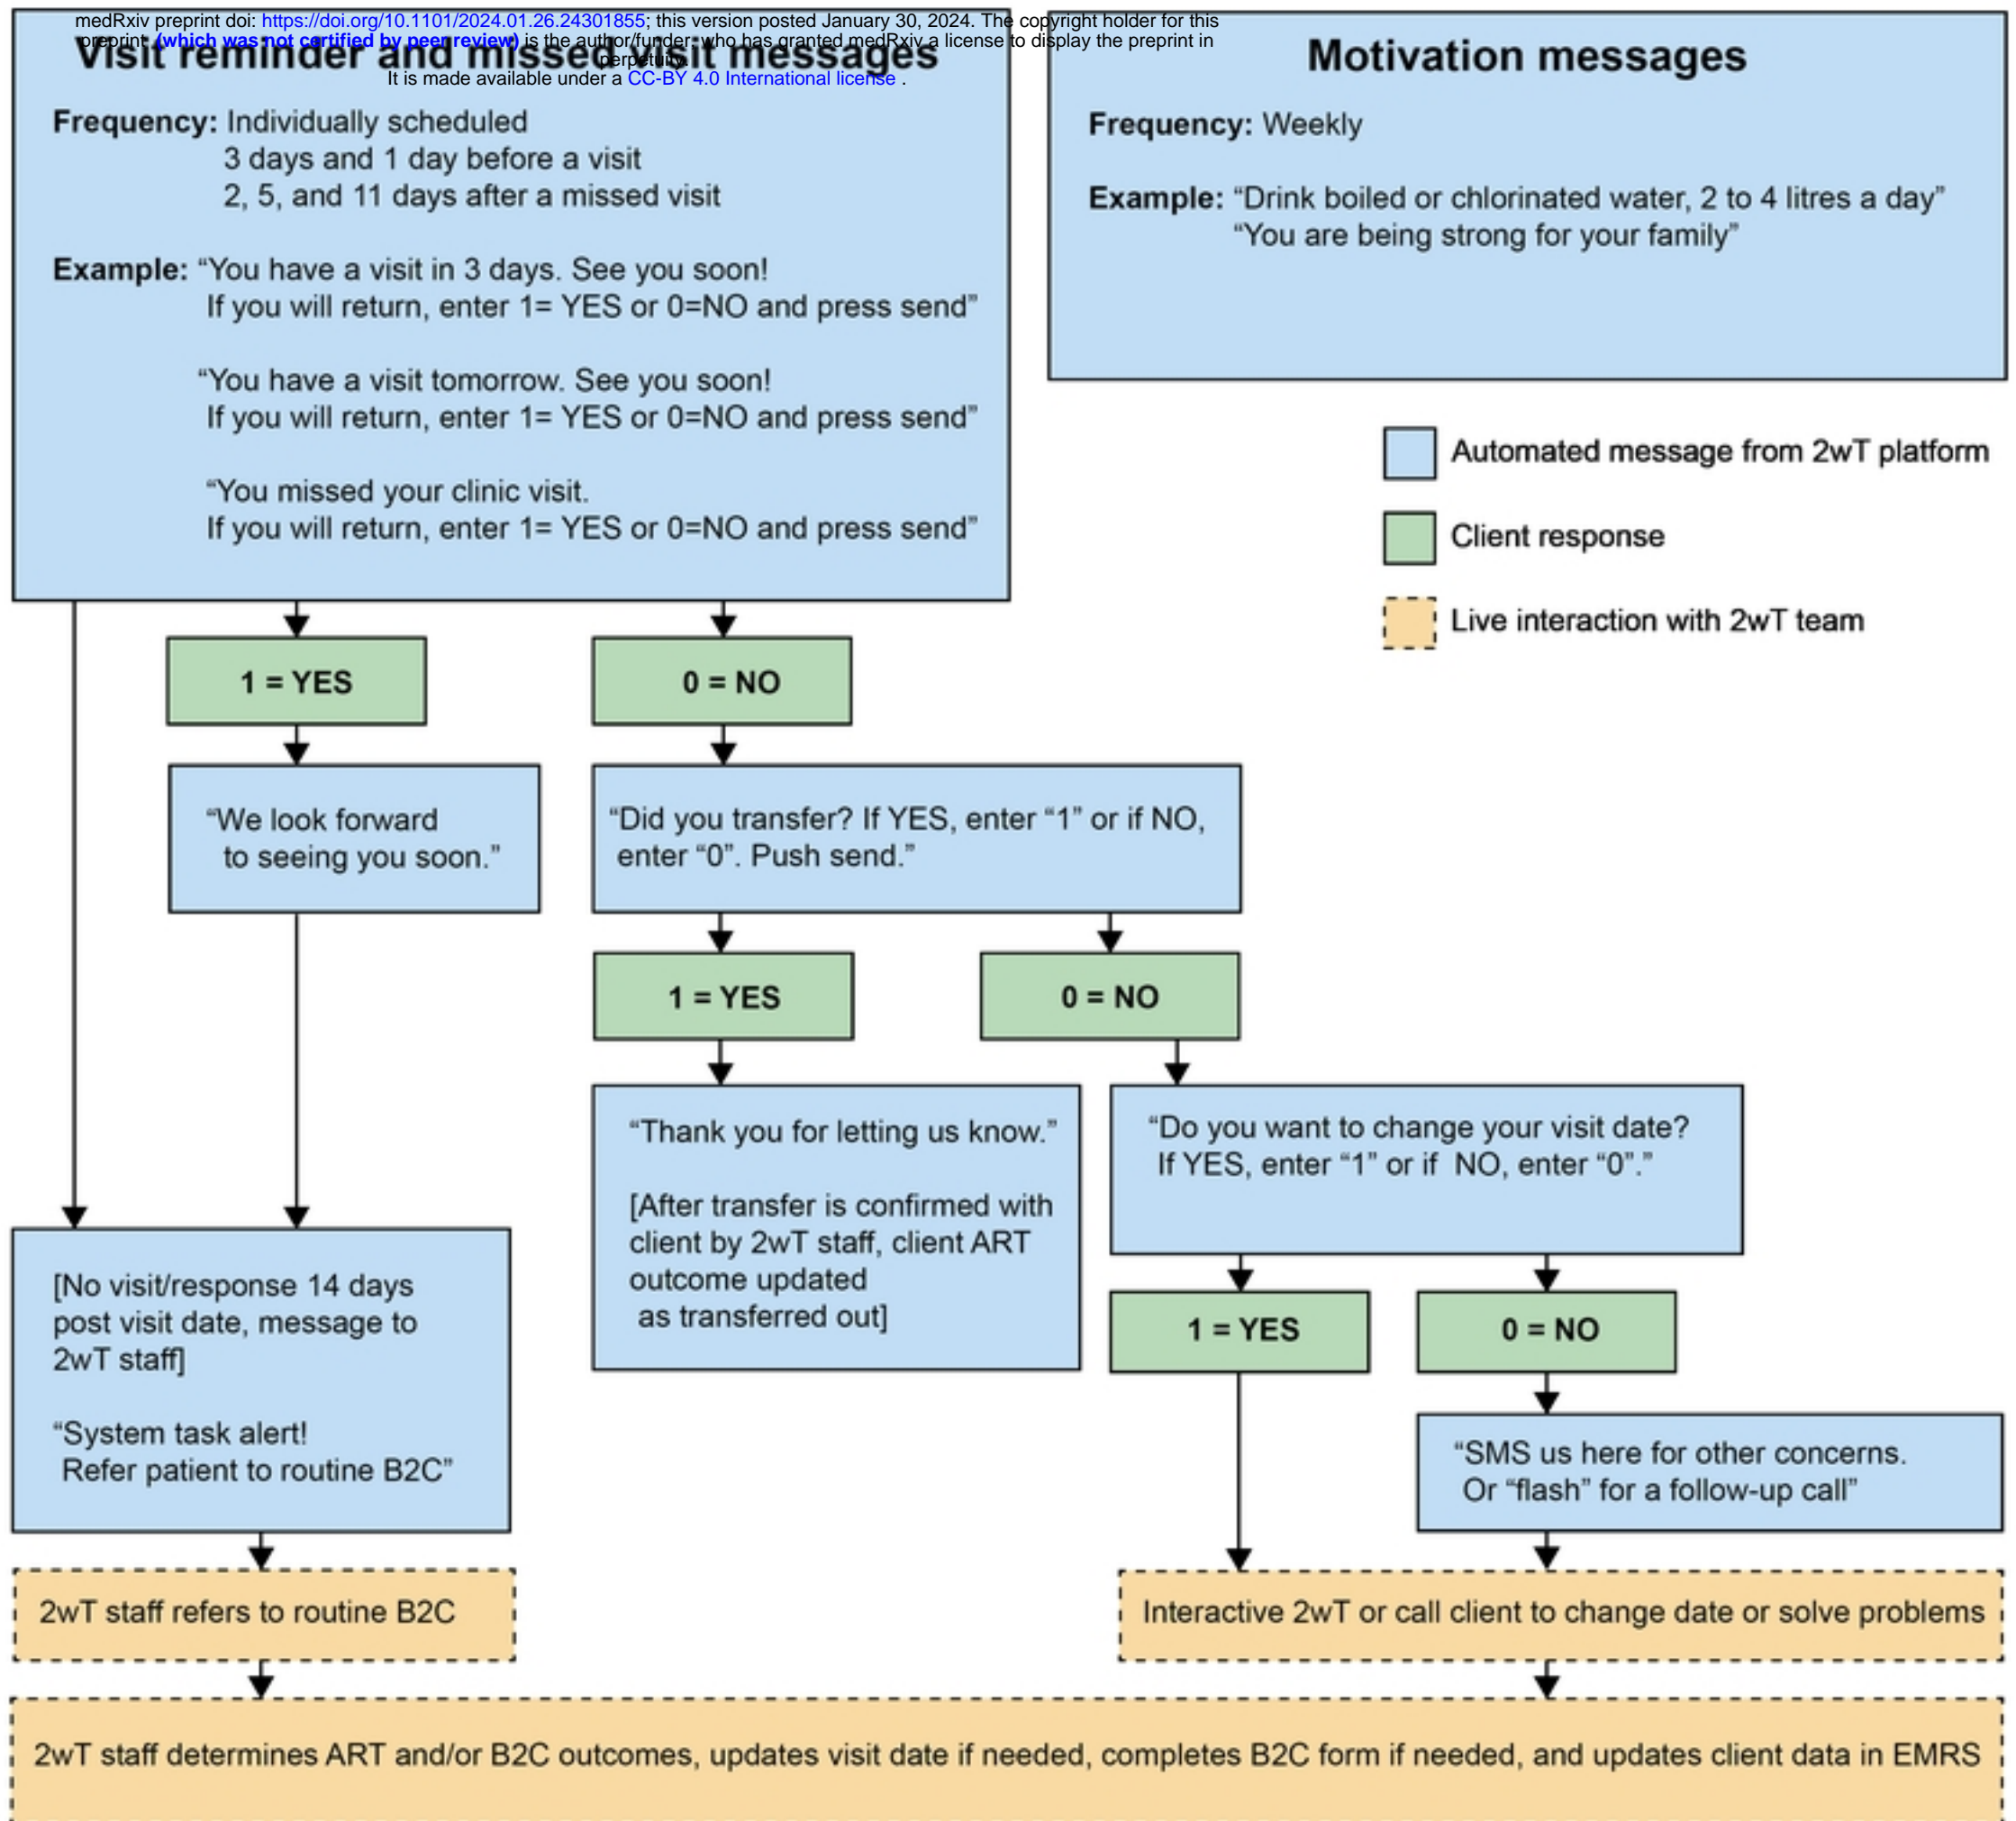 medRxiv preprint doi: https://doi.org/10.1101/2024.01.26.24301855; this version posted January 30, 2024. The copyright holder for this
preprint (which was not certified by peer review) is the author/funder, who has granted medRxiv a license to display the preprint in
perpetuity.
It is made available under a CC-BY 4.0 International license .
Visit reminder and missed visit messages
Frequency: Individually scheduled
3 days and 1 day before a visit
2, 5, and 11 days after a missed visit
Example: “You have a visit in 3 days. See you soon!
If you will return, enter 1= YES or 0=NO and press send”
“You have a visit tomorrow. See you soon!
If you will return, enter 1= YES or 0=NO and press send”
“You missed your clinic visit.
If you will return, enter 1= YES or 0=NO and press send”
Motivation messages
Frequency: Weekly
Example: “Drink boiled or chlorinated water, 2 to 4 litres a day”
“You are being strong for your family”
Automated message from 2wT platform
Client response
Live interaction with 2wT team
1 = YES
0 = NO
“We look forward
to seeing you soon.”
“Did you transfer? If YES, enter “1” or if NO,
enter “0”. Push send.”
1 = YES
0 = NO
“Thank you for letting us know.”
[After transfer is confirmed with
client by 2wT staff, client ART
outcome updated
as transferred out]
“Do you want to change your visit date?
If YES, enter “1” or if NO, enter “0”.”
[No visit/response 14 days
post visit date, message to
2wT staff]
“System task alert!
Refer patient to routine B2C”
1 = YES
0 = NO
“SMS us here for other concerns.
Or “flash” for a follow-up call”
2wT staff refers to routine B2C
Interactive 2wT or call client to change date or solve problems
2wT staff determines ART and/or B2C outcomes, updates visit date if needed, completes B2C form if needed, and updates client data in EMRS